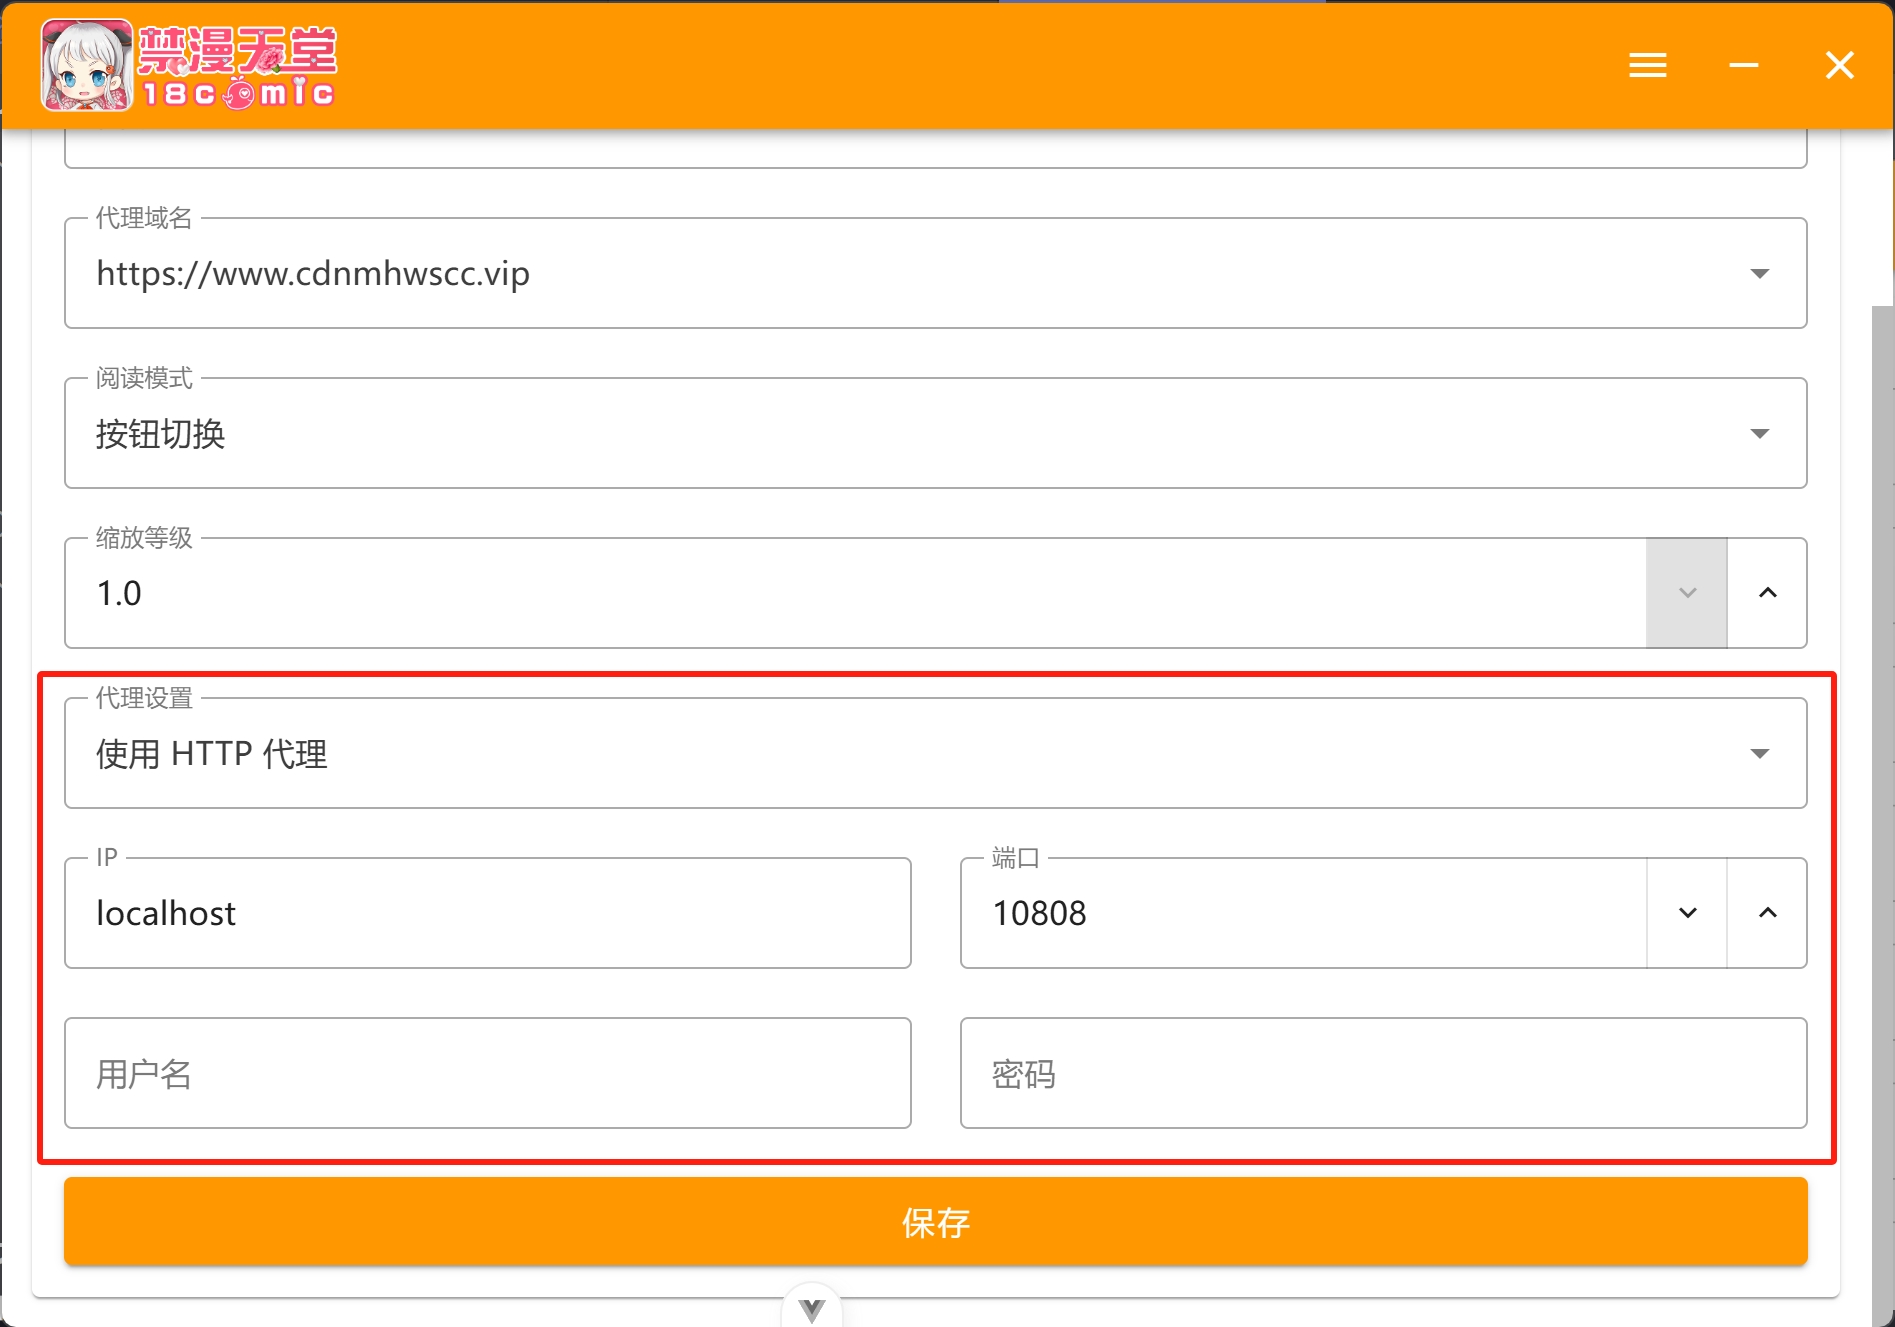 禁漫天堂
18comic
代理域名
https://www.cdnmhwscc.vip
阅读模式
按钮切换
缩放等级
1.0
代理设置
使用 HTTP 代理
IP
localhost
端口
10808
用户名
密码
保存